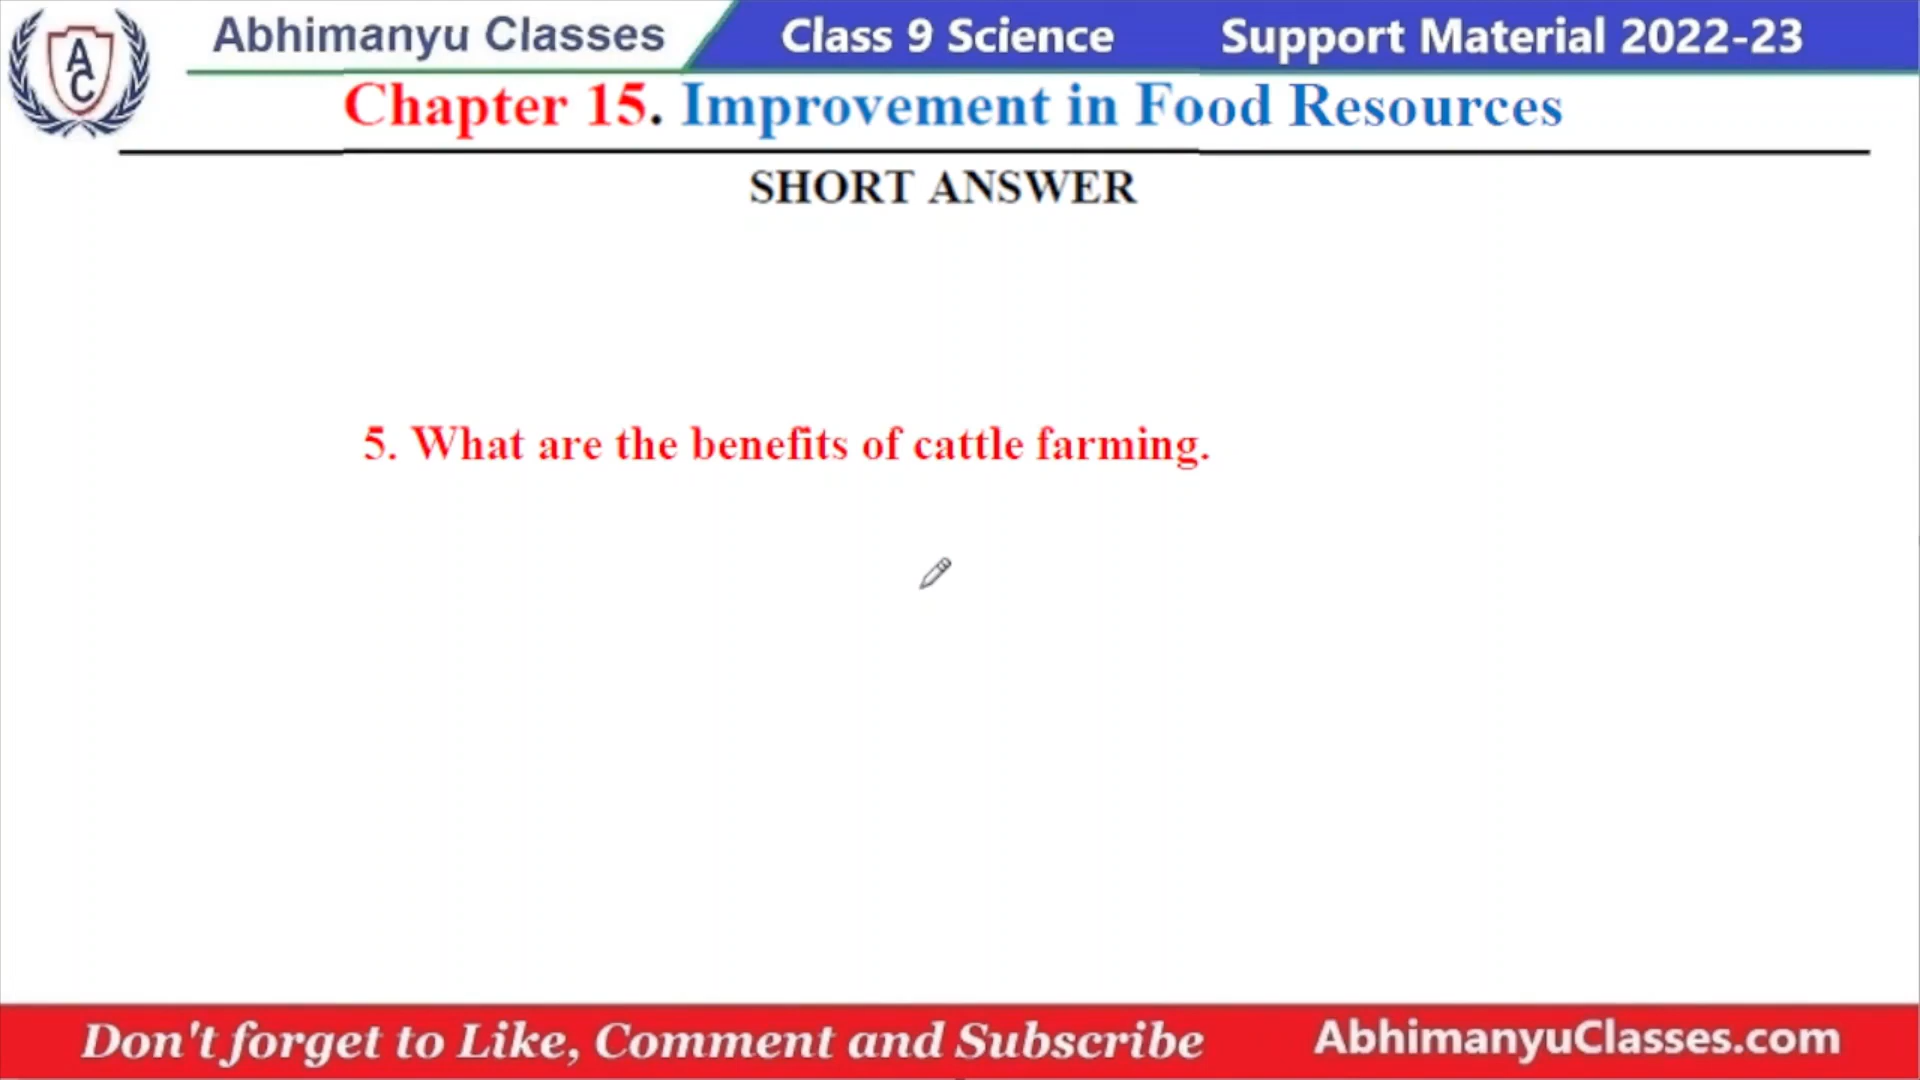 Abhimanyu Classes
Class 9 Science
Support Material 2022-23
AC
Chapter 15. Improvement in Food Resources
SHORT ANSWER
5. What are the benefits of cattle farming.
Don't forget to Like, Comment and Subscribe
AbhimanyuClasses.com